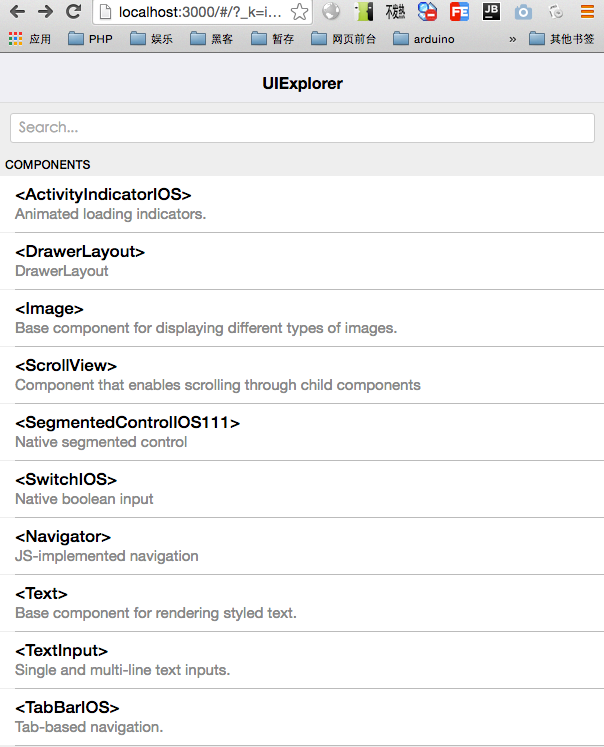 localhost:3000/#/?_k=i...
应用
PHP
娱乐
黑客
暂存
网页前台
arduino
»
其他书签
UIExplorer
Search...
COMPONENTS
<ActivityIndicatorIOS>
Animated loading indicators.
<DrawerLayout>
DrawerLayout
<Image>
Base component for displaying different types of images.
<ScrollView>
Component that enables scrolling through child components
<SegmentedControlIOS111>
Native segmented control
<SwitchIOS>
Native boolean input
<Navigator>
JS-implemented navigation
<Text>
Base component for rendering styled text.
<TextInput>
Single and multi-line text inputs.
<TabBarIOS>
Tab-based navigation.